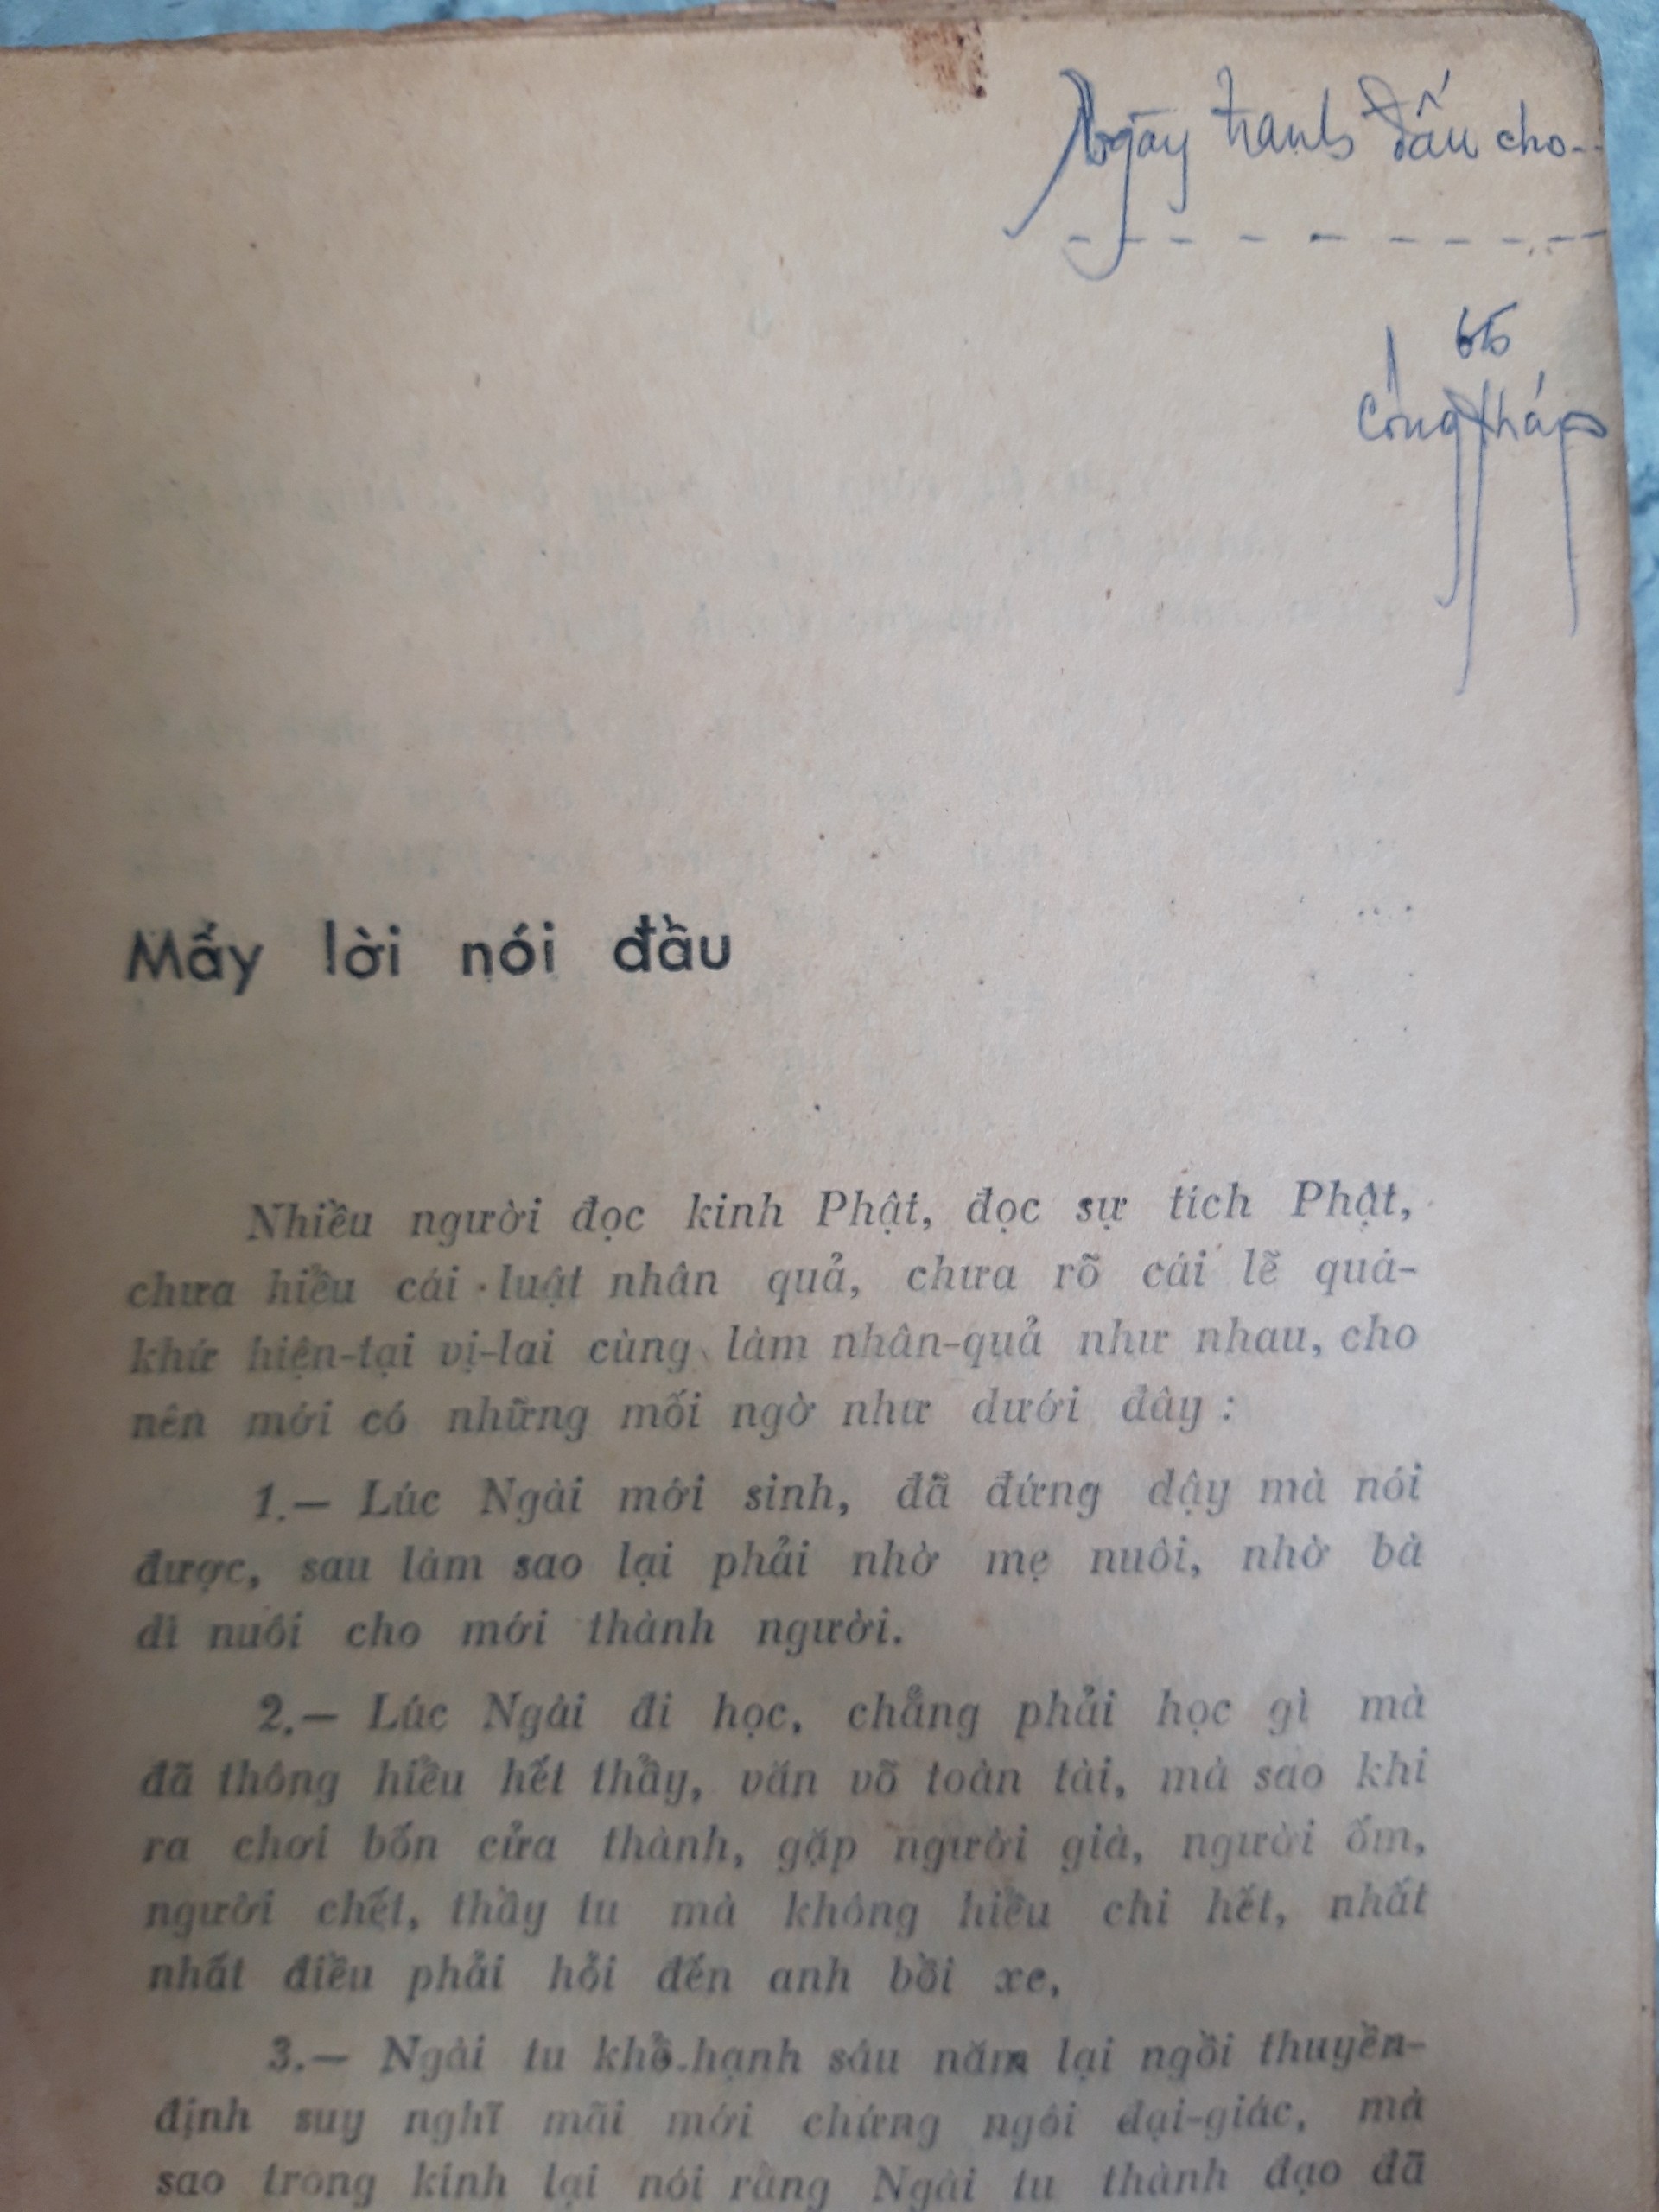 Ngày tranh đấu cho...
66
Công pháp
Mấy lời nói đầu
Nhiều người đọc kinh Phật, đọc sự tích Phật,
chưa hiểu cái luật nhân quả, chưa rõ cái lẽ quá-
khứ hiện-tại vị-lai cùng làm nhân-quả như nhau, cho
nên mới có những mối ngờ như dưới đây :
1.— Lúc Ngài mới sinh, đã đứng dậy mà nói
được, sau làm sao lại phải nhờ mẹ nuôi, nhờ bà
dì nuôi cho mới thành người.
2.— Lúc Ngài đi học, chẳng phải học gì mà
đã thông hiểu hết thẩy, văn võ toàn tài, mà sao khi
ra chơi bốn cửa thành, gặp người già, người ốm,
người chết, thầy tu mà không hiểu chi hết, nhất
nhất điều phải hỏi đến anh bồi xe,
3.— Ngài tu khổ-hạnh sáu năm lại ngồi thuyền-
định suy nghĩ mãi mới chứng ngôi đại-giác, mà
sao trong kinh lại nói rằng Ngài tu thành đạo đã